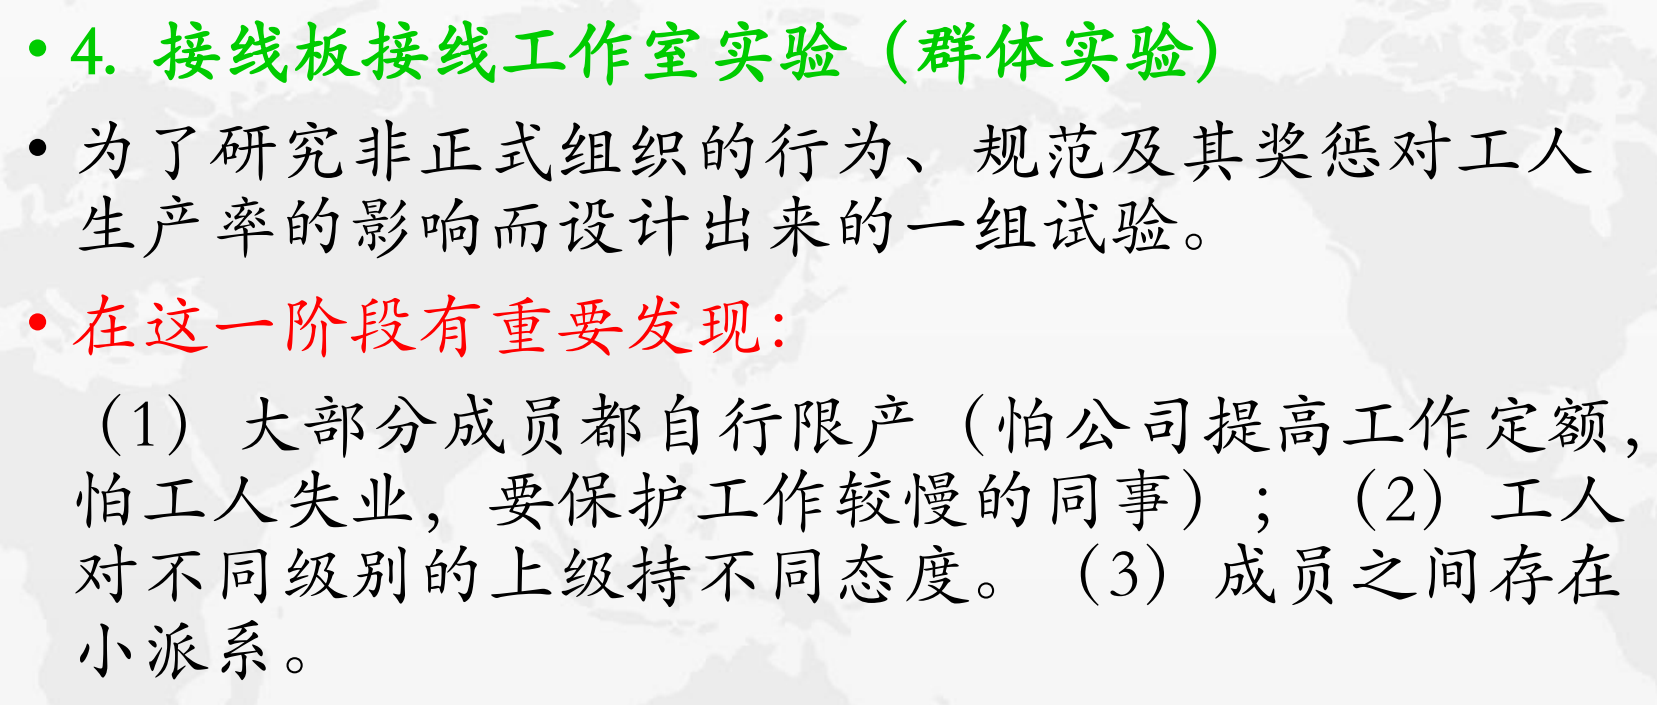 • 4. 接线板接线工作室实验（群体实验）
• 为了研究非正式组织的行为、规范及其奖惩对工人
生产率的影响而设计出来的一组试验。
• 在这一阶段有重要发现：
（1）大部分成员都自行限产（怕公司提高工作定额，
怕工人失业，要保护工作较慢的同事）；（2）工人
对不同级别的上级持不同态度。（3）成员之间存在
小派系。